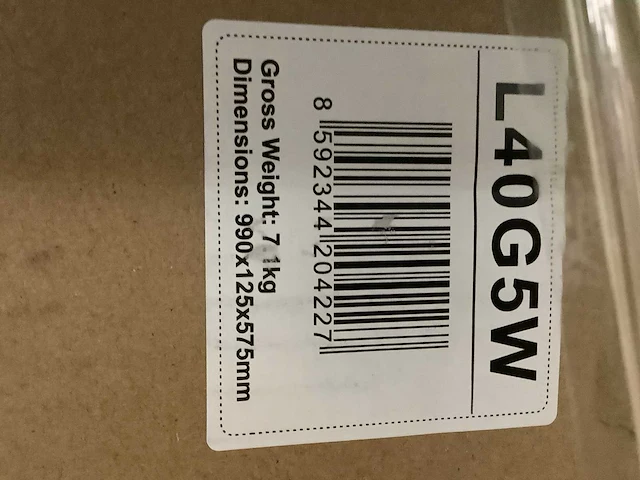 L40G5W
8 592344 204227
Gross Weight: 7.1kg
Dimensions: 990x125x575mm